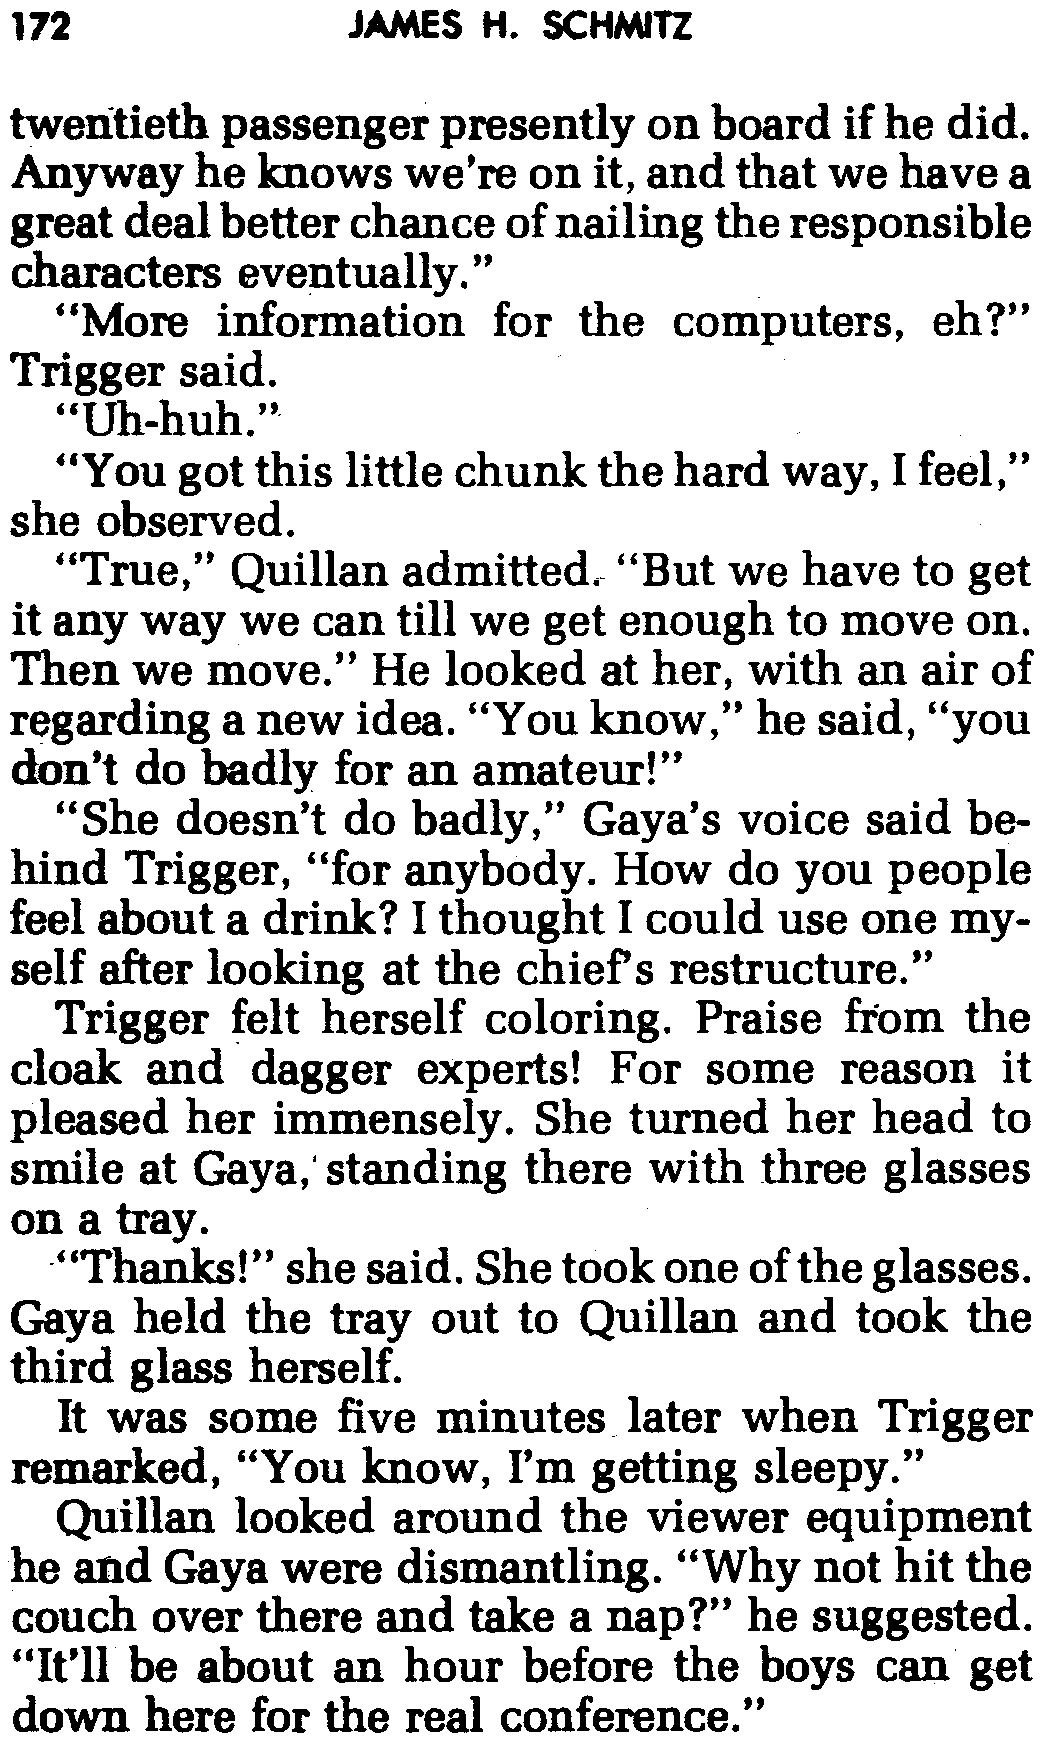 172 JAMES H. SCHMITZ
twentieth passenger presently on board if he did.
Anyway he knows we're on it, and that we have a
great deal better chance of nailing the responsible
characters eventually."
"More information for the computers, eh?"
Trigger said.
"Uh-huh."
"You got this little chunk the hard way, I feel,"
she observed.
"True," Quillan admitted. "But we have to get
it any way we can till we get enough to move on.
Then we move." He looked at her, with an air of
regarding a new idea. "You know," he said, "you
don't do badly for an amateur!"
"She doesn't do badly," Gaya's voice said be-
hind Trigger, "for anybody. How do you people
feel about a drink? I thought I could use one my-
self after looking at the chief's restructure."
Trigger felt herself coloring. Praise from the
cloak and dagger experts! For some reason it
pleased her immensely. She turned her head to
smile at Gaya, standing there with three glasses
on a tray.
"Thanks!" she said. She took one of the glasses.
Gaya held the tray out to Quillan and took the
third glass herself.
It was some five minutes later when Trigger
remarked, "You know, I'm getting sleepy."
Quillan looked around the viewer equipment
he and Gaya were dismantling. "Why not hit the
couch over there and take a nap?" he suggested.
"It'll be about an hour before the boys can get
down here for the real conference."